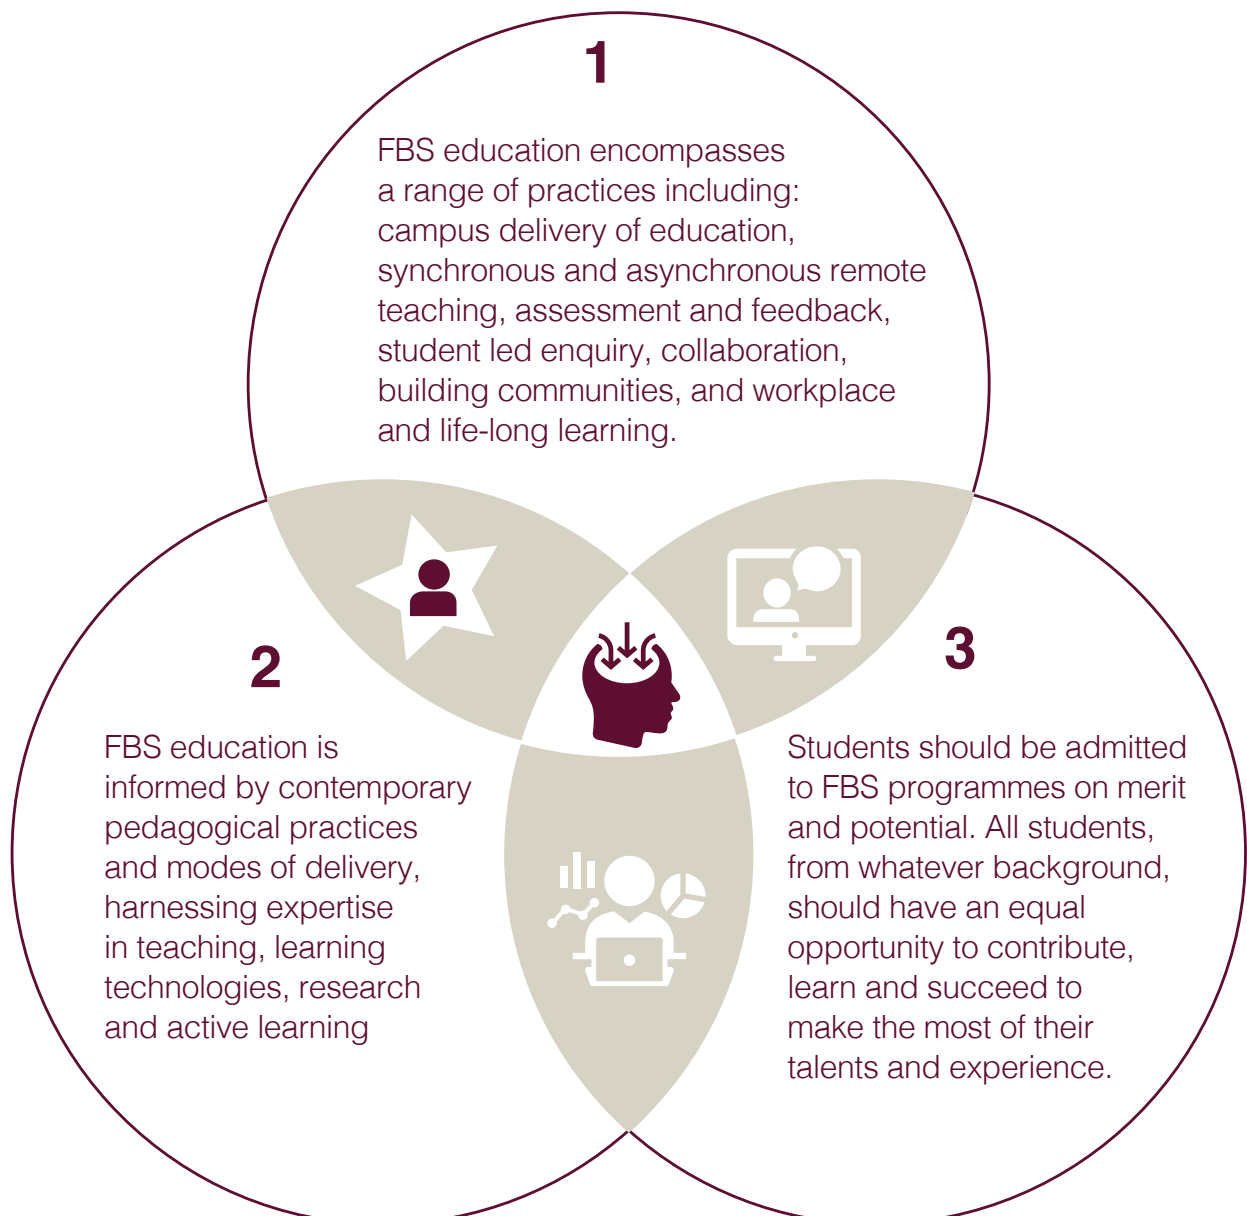 1
FBS education encompasses
a range of practices including:
campus delivery of education,
synchronous and asynchronous remote
teaching, assessment and feedback,
student led enquiry, collaboration,
building communities, and workplace
and life-long learning.
2
FBS education is
informed by contemporary
pedagogical practices
and modes of delivery,
harnessing expertise
in teaching, learning
technologies, research
and active learning
3
Students should be admitted
to FBS programmes on merit
and potential. All students,
from whatever background,
should have an equal
opportunity to contribute,
learn and succeed to
make the most of their
talents and experience.